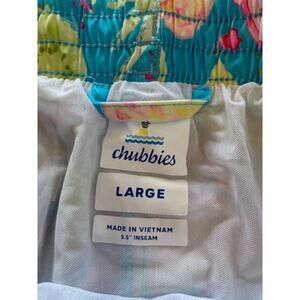 chubbies
LARGE
MADE IN VIETNAM
5.5" INSEAM